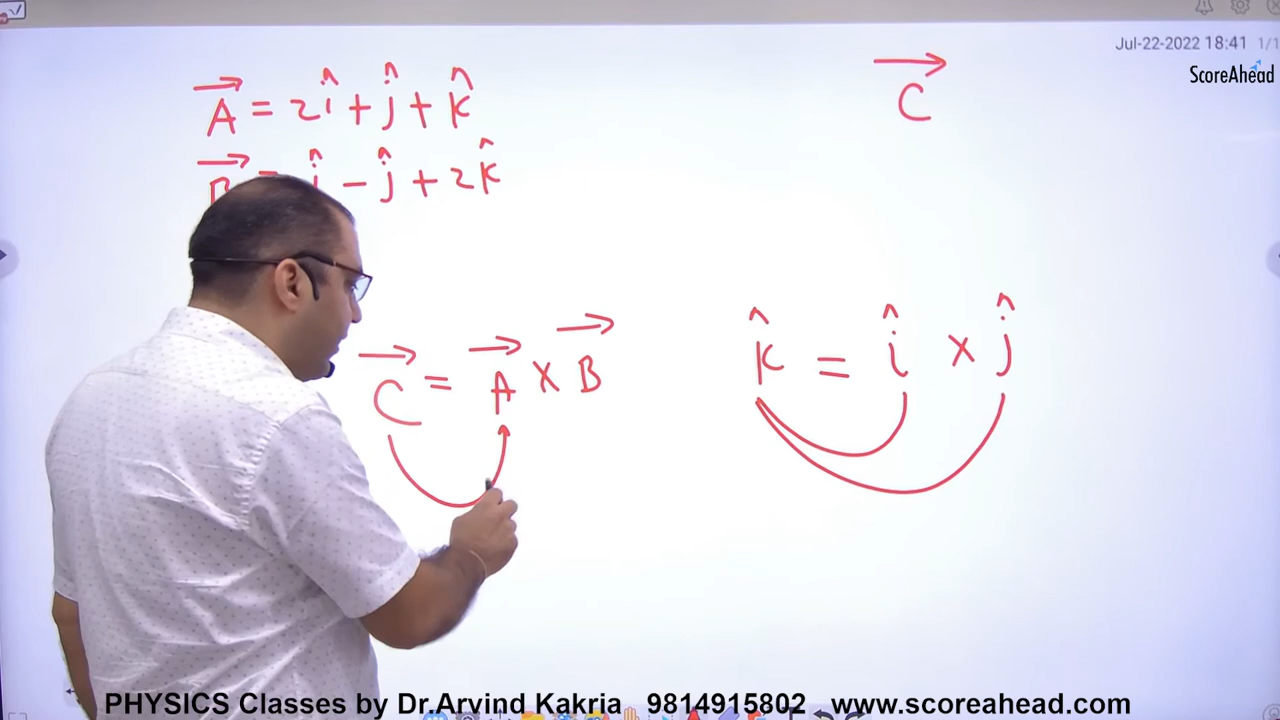 Jul-22-2022 18:41 1/1
ScoreAhead
A⃗ = 2î + ĵ + k̂
B⃗ = î - ĵ + 2k̂
C⃗
C⃗ = A⃗ × B⃗
k̂ = î × ĵ
PHYSICS Classes by Dr.Arvind Kakria 9814915802 www.scoreahead.com